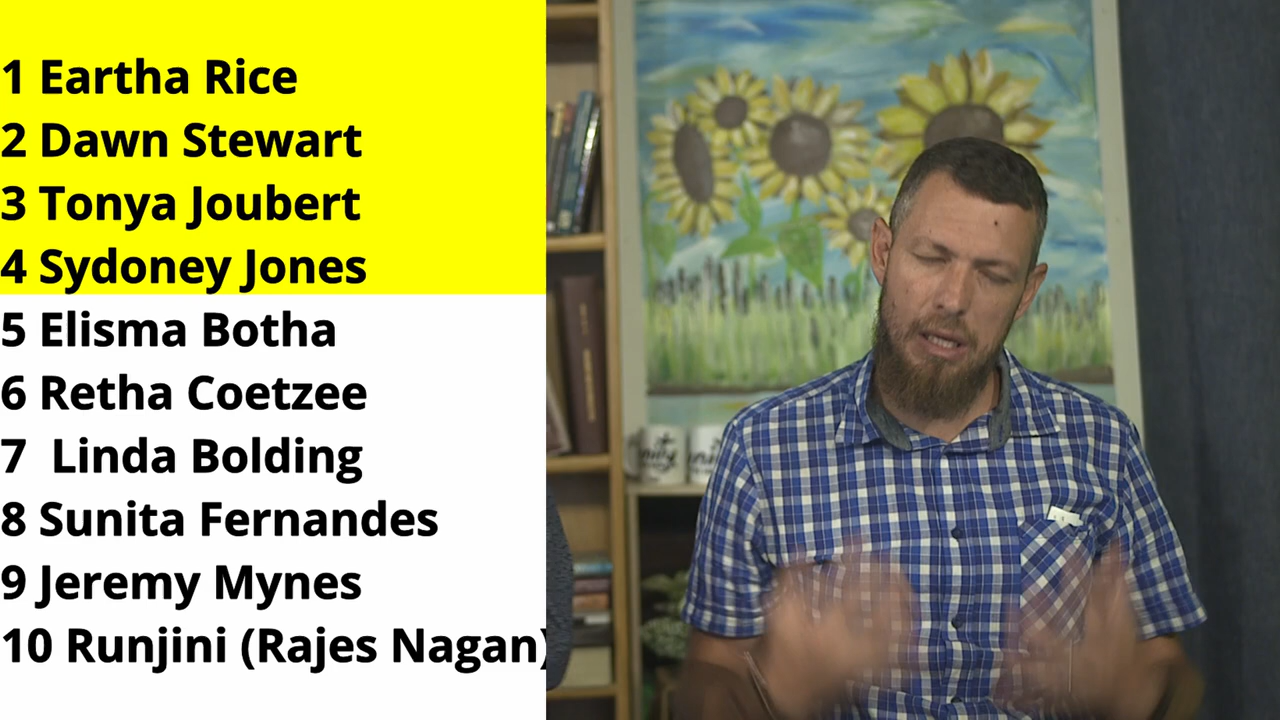 1 Eartha Rice
2 Dawn Stewart
3 Tonya Joubert
4 Sydoney Jones
5 Elisma Botha
6 Retha Coetzee
7 Linda Bolding
8 Sunita Fernandes
9 Jeremy Mynes
10 Runjini (Rajes Nagan)